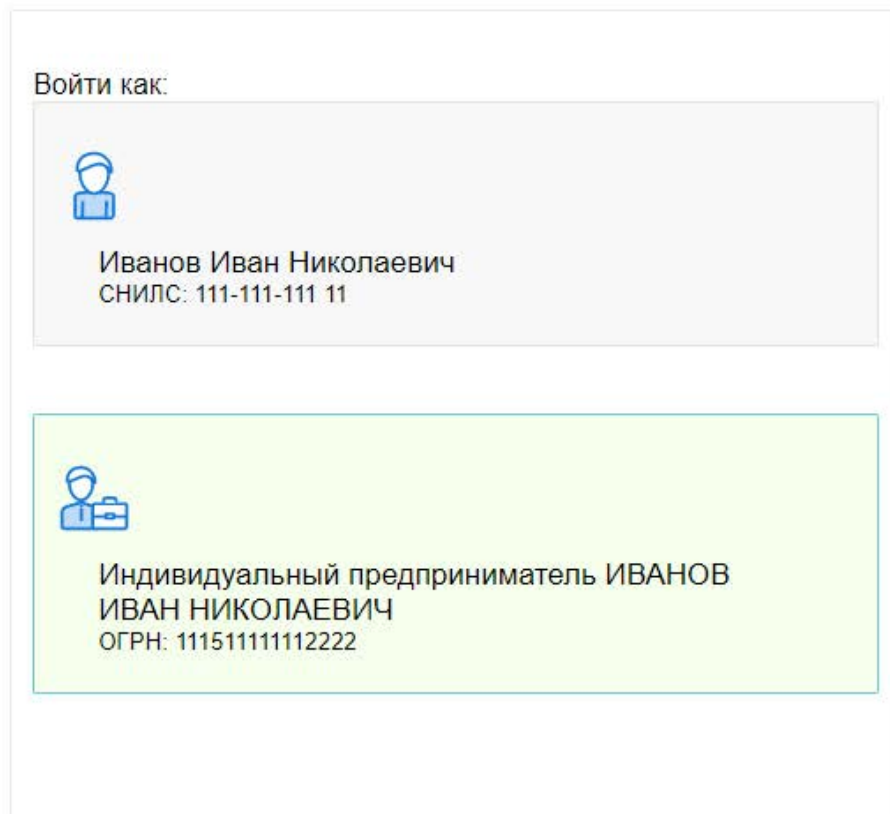 Войти как:
Иванов Иван Николаевич
СНИЛС: 111-111-111 11
Индивидуальный предприниматель ИВАНОВ
ИВАН НИКОЛАЕВИЧ
ОГРН: 111511111112222